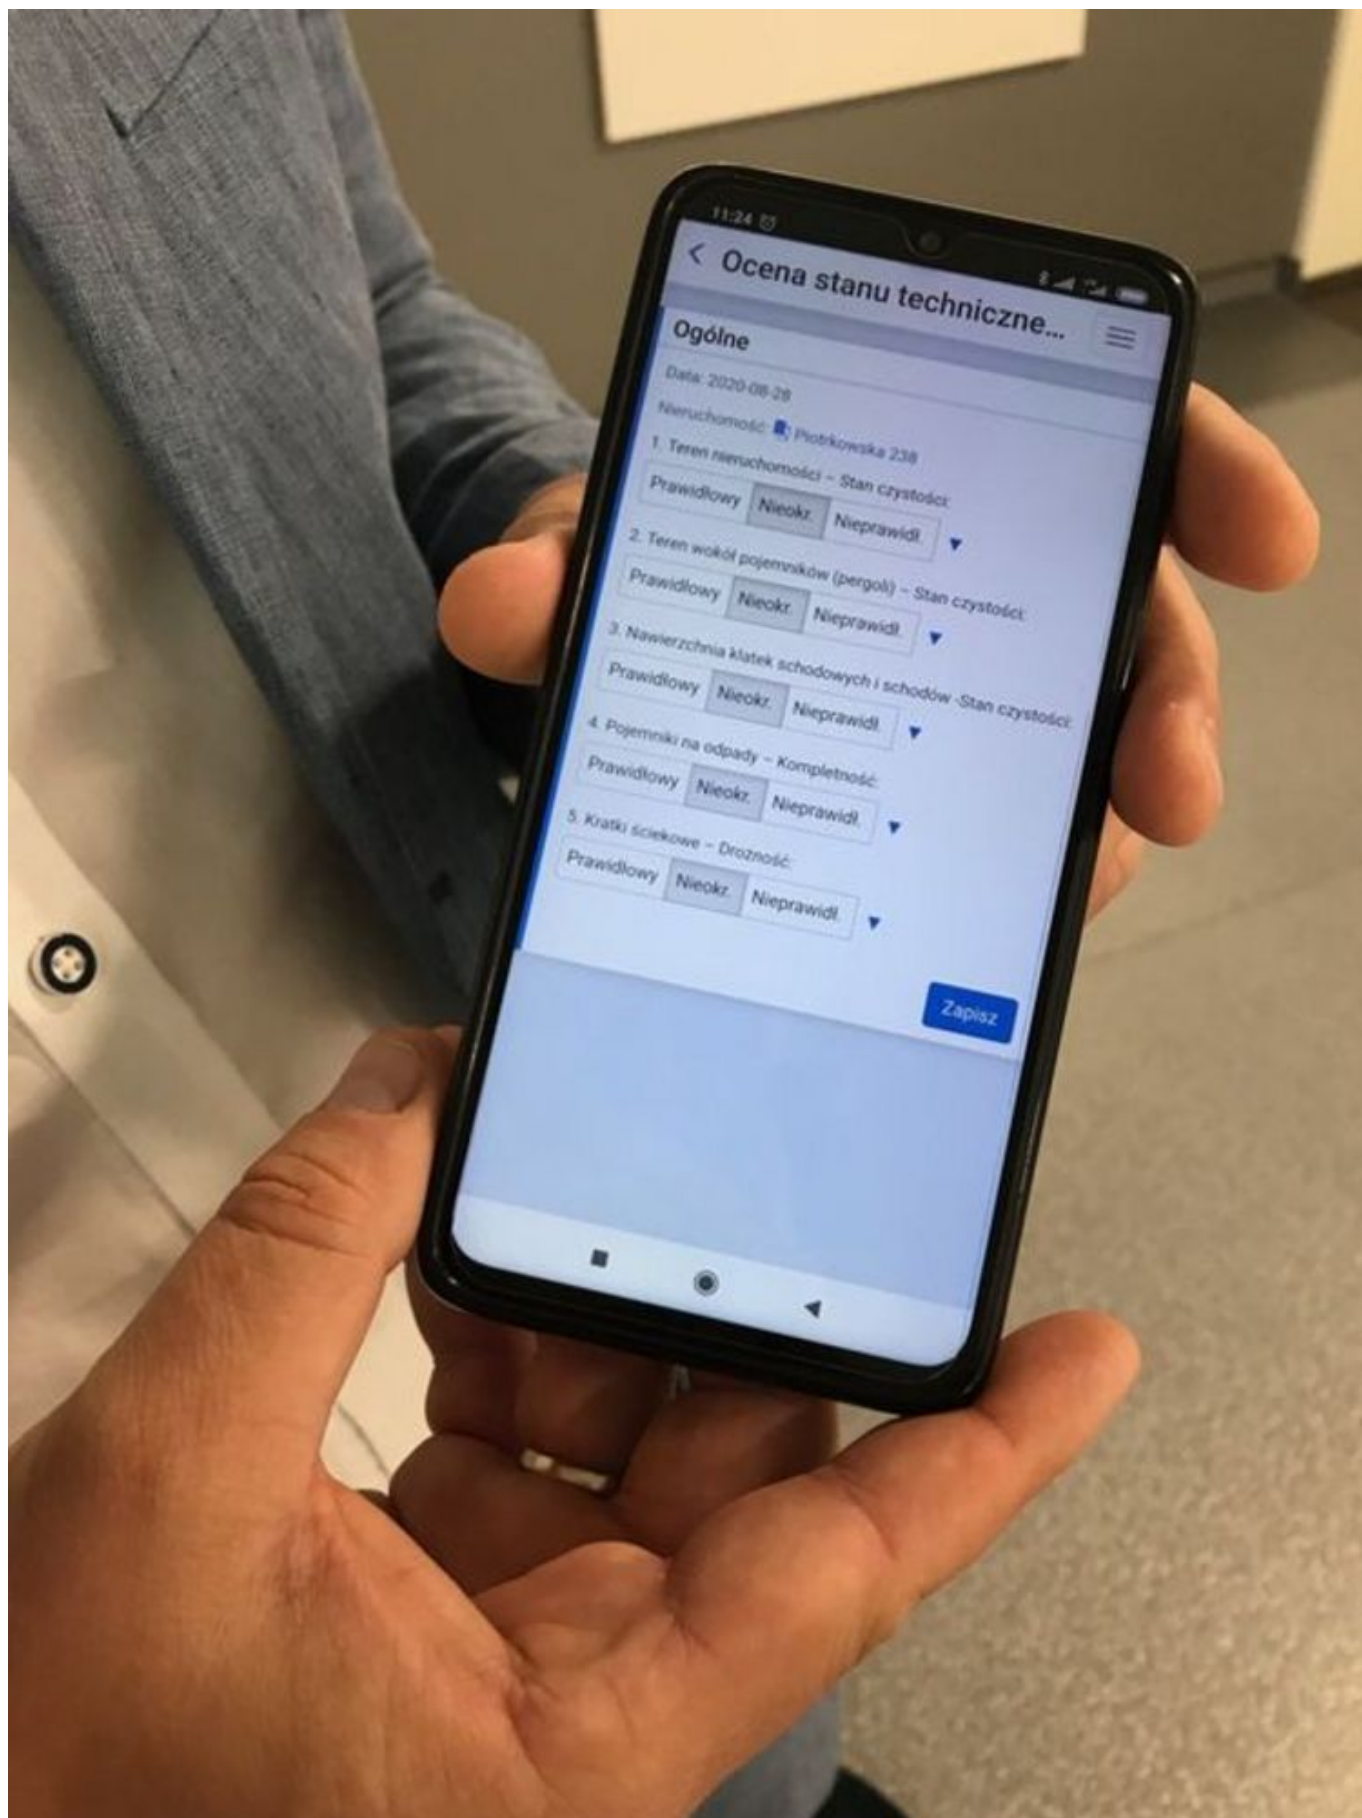 11:24
Ocena stanu techniczne...
Ogólne
Data: 2020-08-28
Nieruchomość: Piotrkowska 238
1. Teren nieruchomości – Stan czystości:
Prawidłowy Nieokr. Nieprawidł.
2. Teren wokół pojemników (pergoli) – Stan czystości:
Prawidłowy Nieokr. Nieprawidł.
3. Nawierzchnia klatek schodowych i schodów -Stan czystości:
Prawidłowy Nieokr. Nieprawidł.
4. Pojemniki na odpady – Kompletność:
Prawidłowy Nieokr. Nieprawidł.
5. Kratki ściekowe – Drożność:
Prawidłowy Nieokr. Nieprawidł.
Zapisz